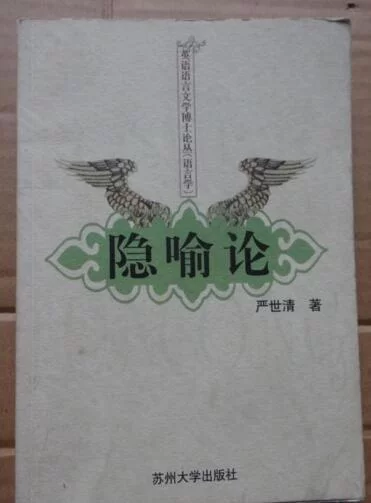 英语语言文学博士论丛(语言学)
隐喻论
严世清 著
苏州大学出版社